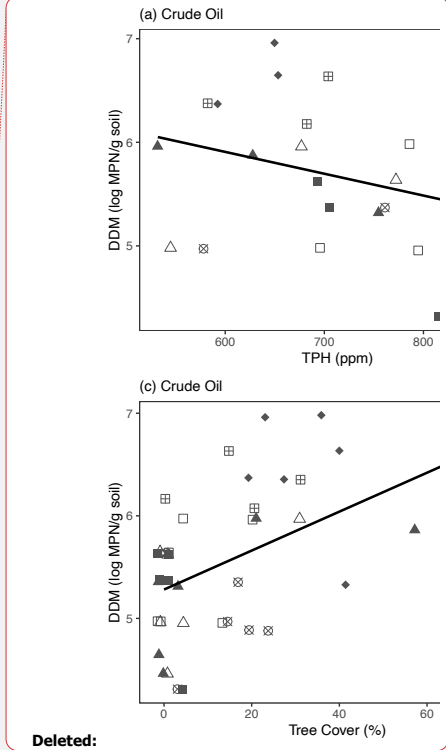 (a) Crude Oil
7
6
5
DDM (log MPN/g soil)
600 700 800
TPH (ppm)
(c) Crude Oil
7
6
5
DDM (log MPN/g soil)
0 20 40 60
Tree Cover (%)
Deleted: